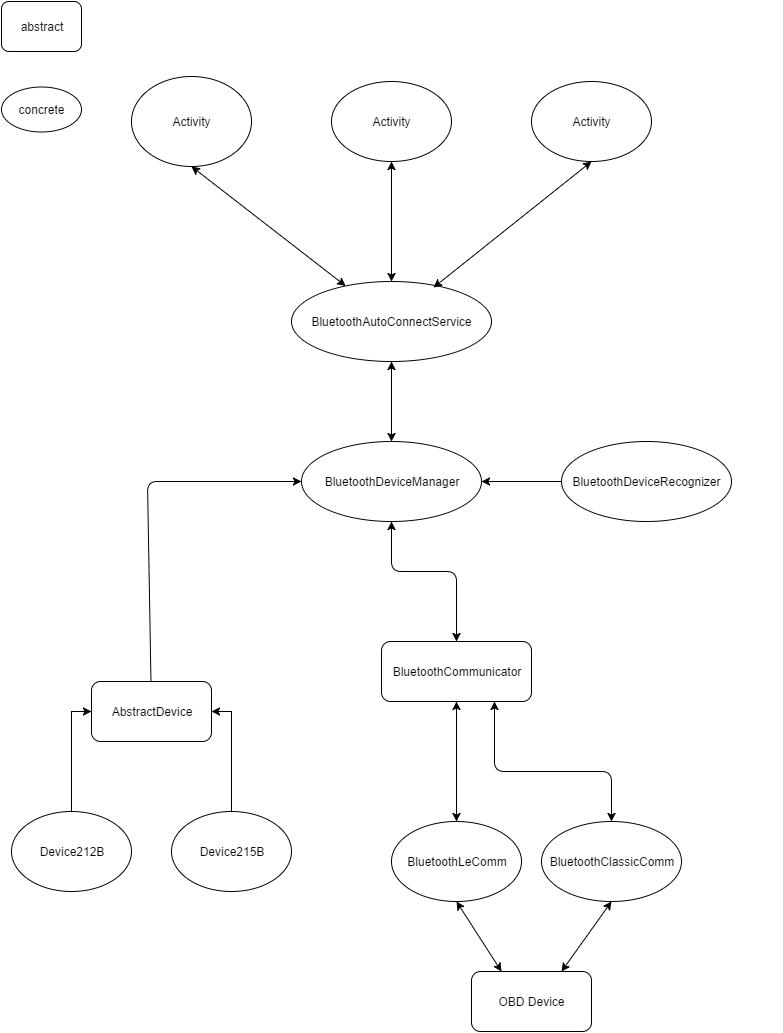 abstract
concrete
Activity
Activity
Activity
BluetoothAutoConnectService
BluetoothDeviceManager
BluetoothDeviceRecognizer
BluetoothCommunicator
AbstractDevice
Device212B
Device215B
BluetoothLeComm
BluetoothClassicComm
OBD Device